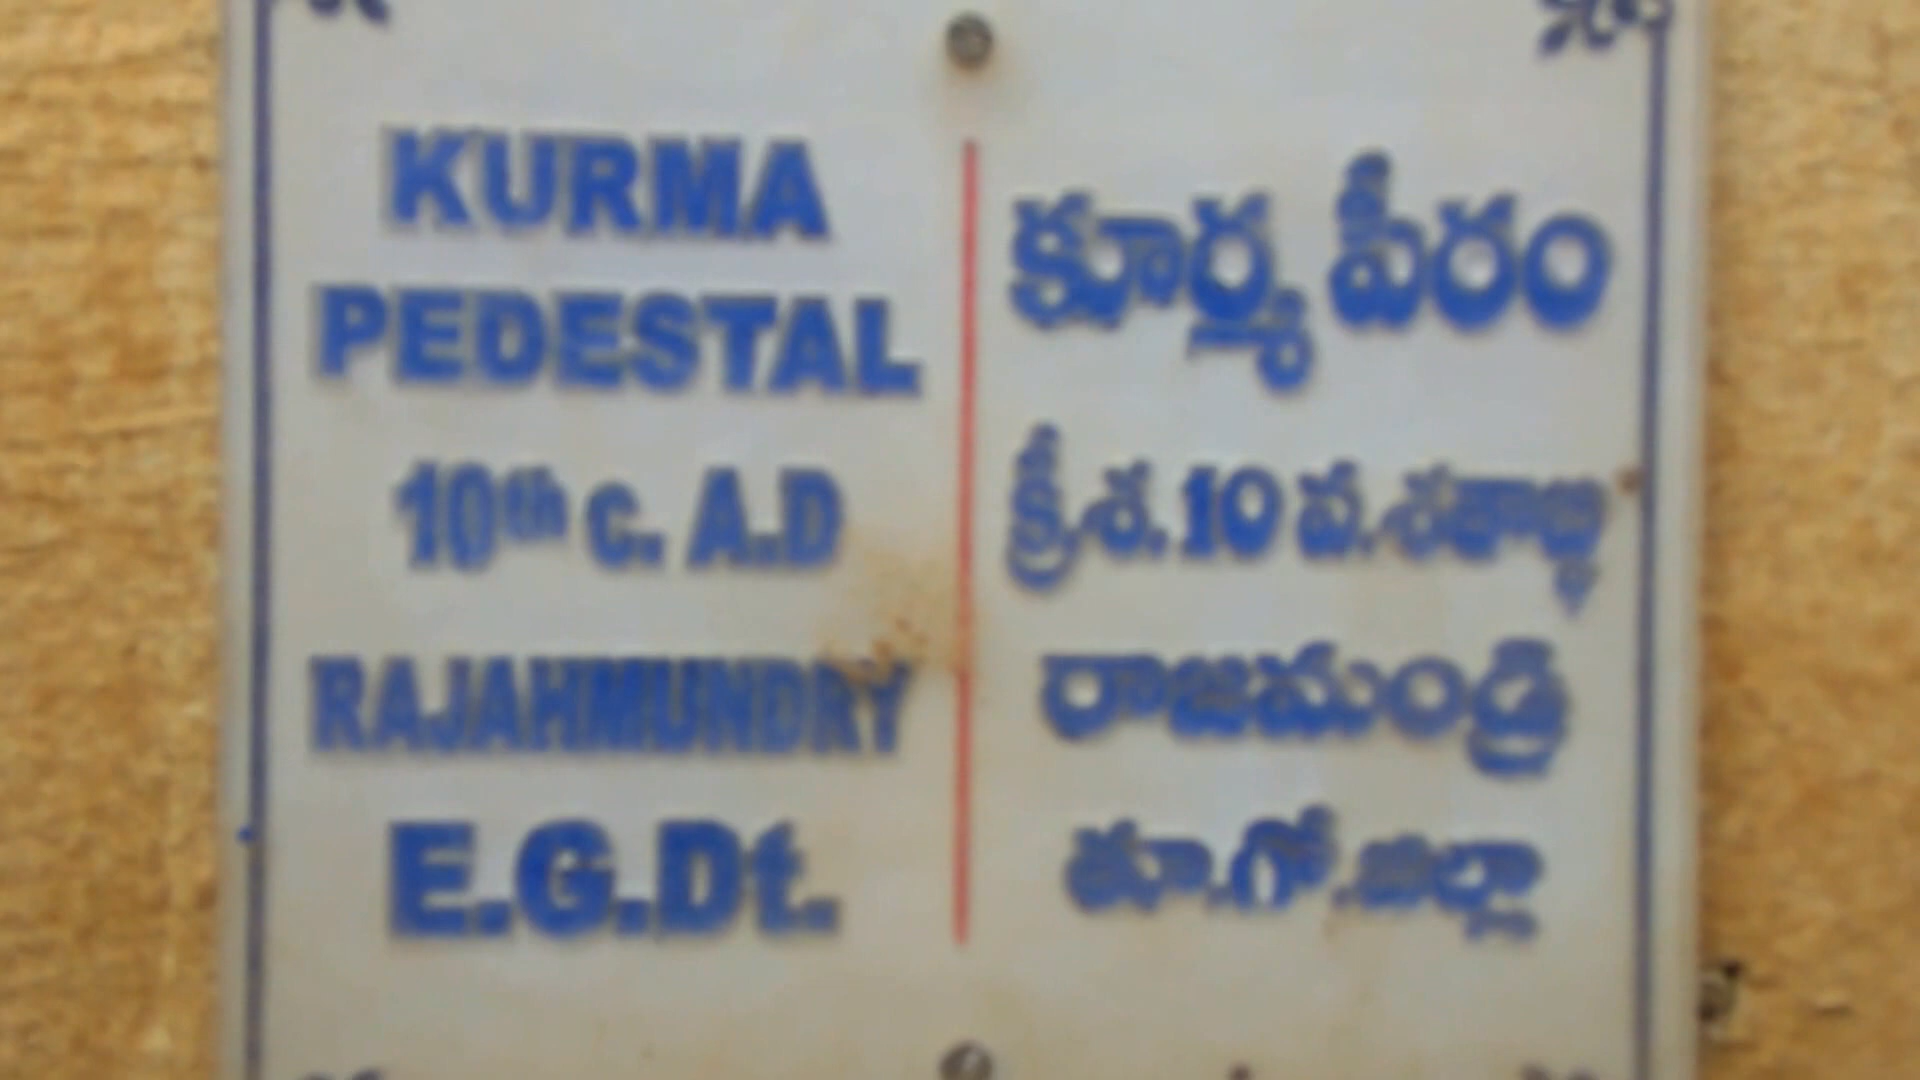 KURMA
PEDESTAL
10th c. A.D
RAJAHMUNDRY
E.G.Dt.
కూర్మ పీఠం
క్రీ.శ. 10 వ. శతాబ్ధి
రాజమండ్రి
తూ.గో.జిల్లా